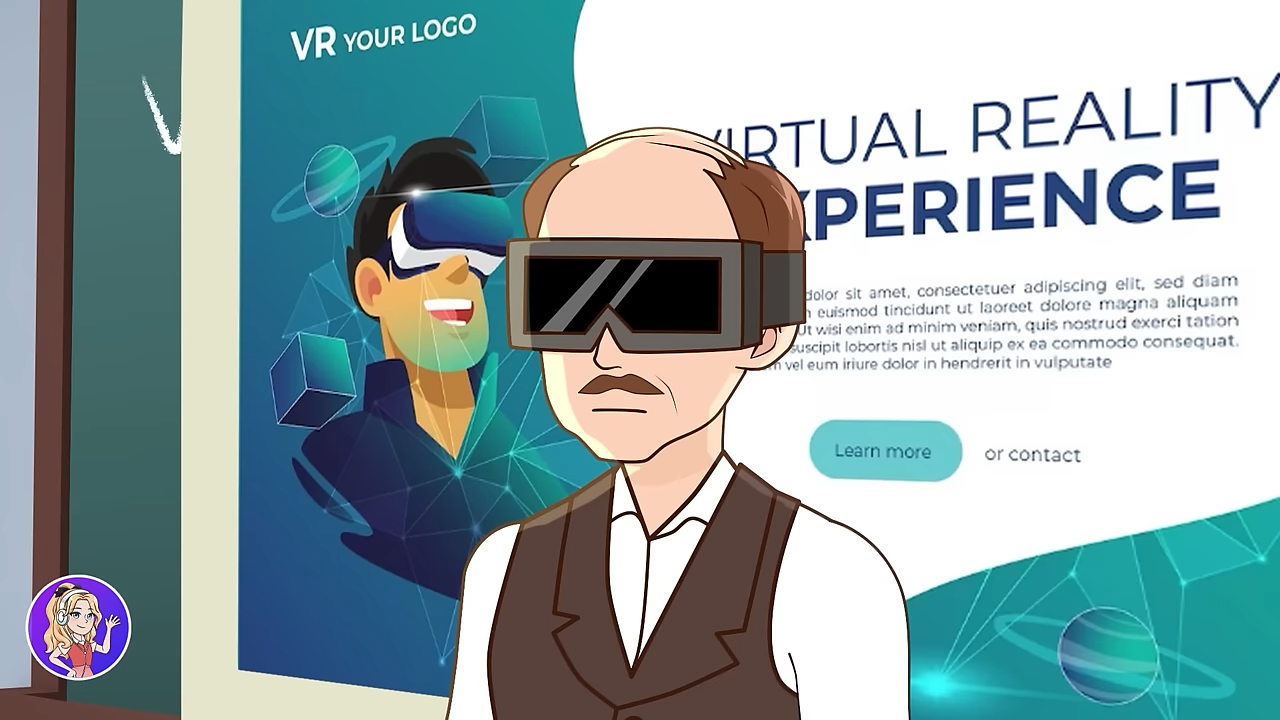 VR YOUR LOGO
VIRTUAL REALITY
EXPERIENCE
dolor sit amet, consectetuer adipiscing elit, sed diam
euismod tincidunt ut laoreet dolore magna aliquam
Ut wisi enim ad minim veniam, quis nostrud exerci tation
suscipit lobortis nisl ut aliquip ex ea commodo consequat.
vel eum iriure dolor in hendrerit in vulputate
Learn more or contact